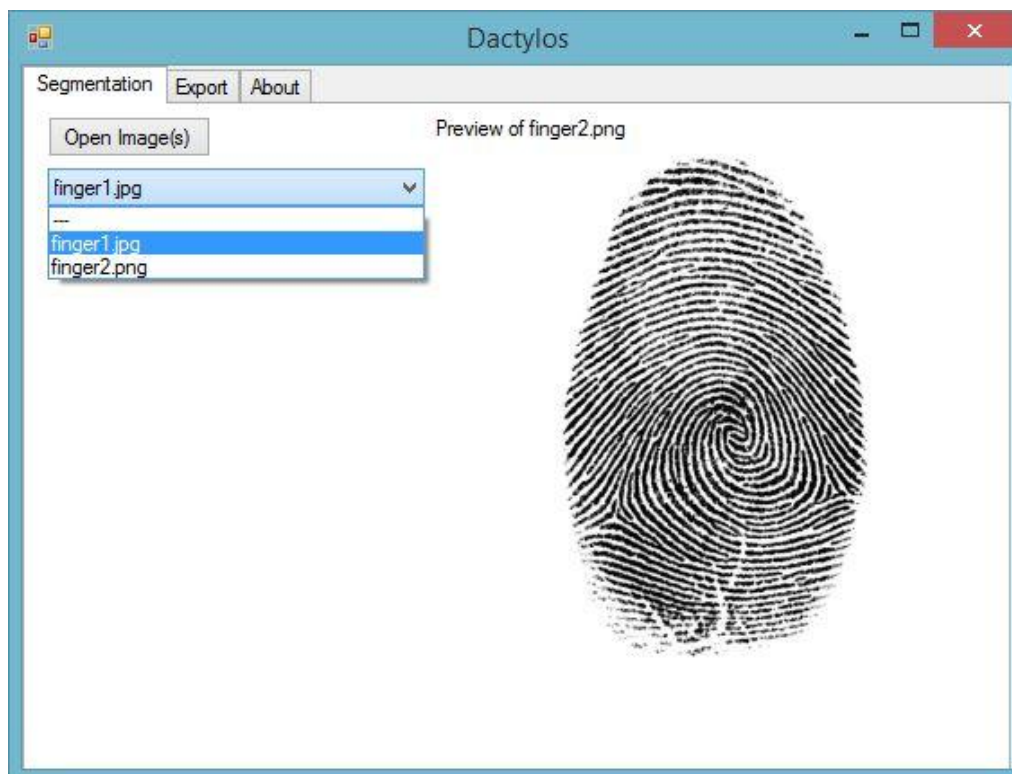 Dactylos
Segmentation Export About
Open Image(s)
Preview of finger2.png
finger1.jpg
---
finger1.jpg
finger2.png